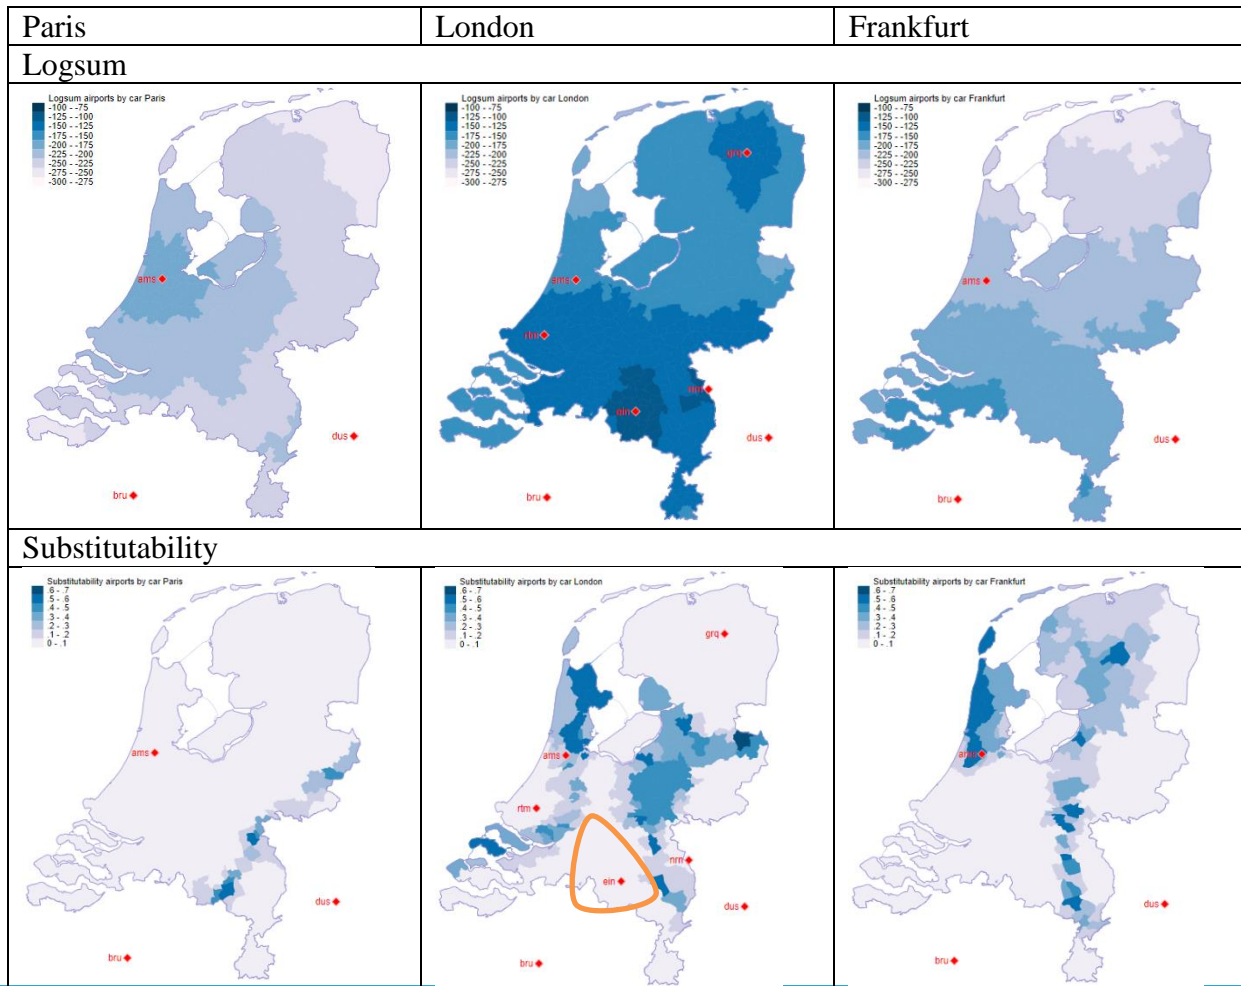 Paris London Frankfurt
Logsum
Logsum airports by car Paris
-100 - -75
-125 - -100
-150 - -125
-175 - -150
-200 - -175
-225 - -200
-250 - -225
-275 - -250
-300 - -275
ams
dus
bru
Logsum airports by car London
-100 - -75
-125 - -100
-150 - -125
-175 - -150
-200 - -175
-225 - -200
-250 - -225
-275 - -250
-300 - -275
grq
ams
rtm
nrn
ein
dus
bru
Logsum airports by car Frankfurt
-100 - -75
-125 - -100
-150 - -125
-175 - -150
-200 - -175
-225 - -200
-250 - -225
-275 - -250
-300 - -275
ams
dus
bru
Substitutability
Substitutability airports by car Paris
.6 - .7
.5 - .6
.4 - .5
.3 - .4
.2 - .3
.1 - .2
0 - .1
ams
dus
bru
Substitutability airports by car London
.6 - .7
.5 - .6
.4 - .5
.3 - .4
.2 - .3
.1 - .2
0 - .1
grq
ams
rtm
nrn
ein
dus
bru
Substitutability airports by car Frankfurt
.6 - .7
.5 - .6
.4 - .5
.3 - .4
.2 - .3
.1 - .2
0 - .1
ams
dus
bru